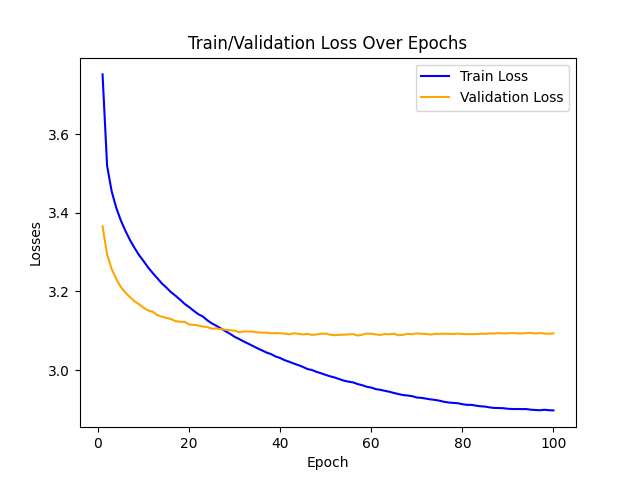 Train/Validation Loss Over Epochs
Train Loss
Validation Loss
Losses
3.6
3.4
3.2
3.0
0 20 40 60 80 100
Epoch